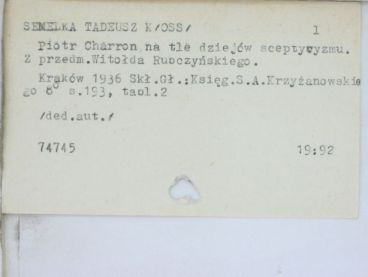 SEMELKA TADEUSZ K/OSS/ 1
Piotr Charron na tle dziejów sceptycyzmu.
Z przedm.Witołda Rubczyńskiego.
Kraków 1936 Skł.Gł.:Księg.S.A.Krzyżanowskie
go 8° s.193, tabl.2
/ded.aut./
74745 19:92